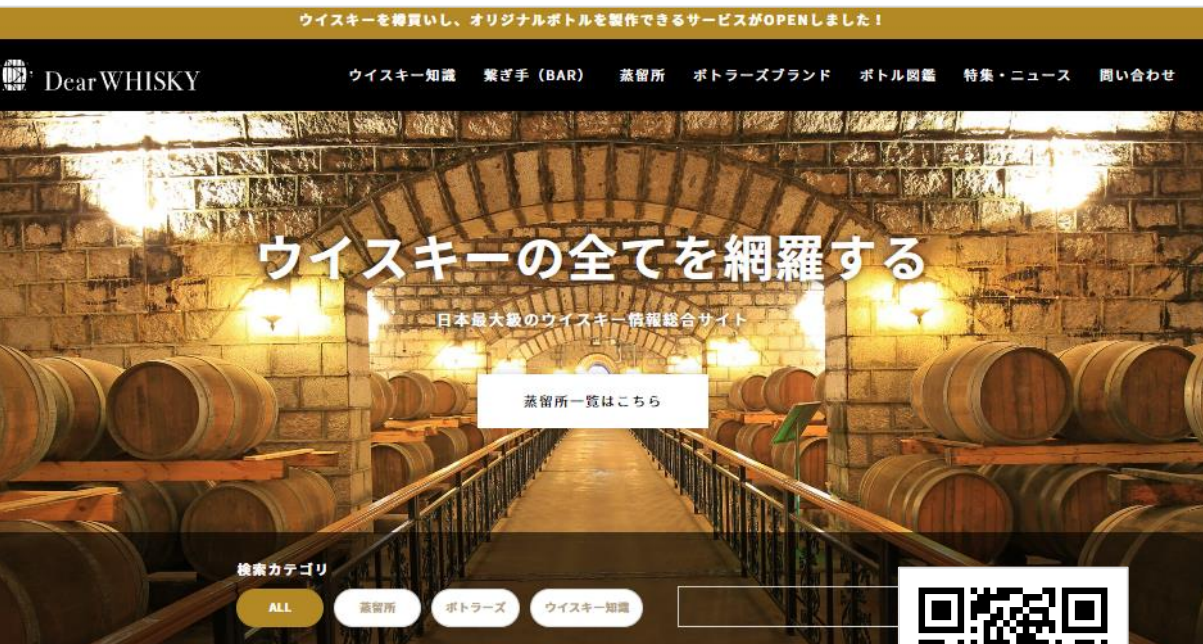 ウイスキーを樽買いし、オリジナルボトルを製作できるサービスがOPENしました！
Dear WHISKY
ウイスキー知識 繋ぎ手（BAR） 蒸留所 ボトラーズブランド ボトル図鑑 特集・ニュース 問い合わせ
ウイスキーの全てを網羅する
日本最大級のウイスキー情報総合サイト
蒸留所一覧はこちら
検索カテゴリ
ALL 蒸留所 ボトラーズ ウイスキー知識